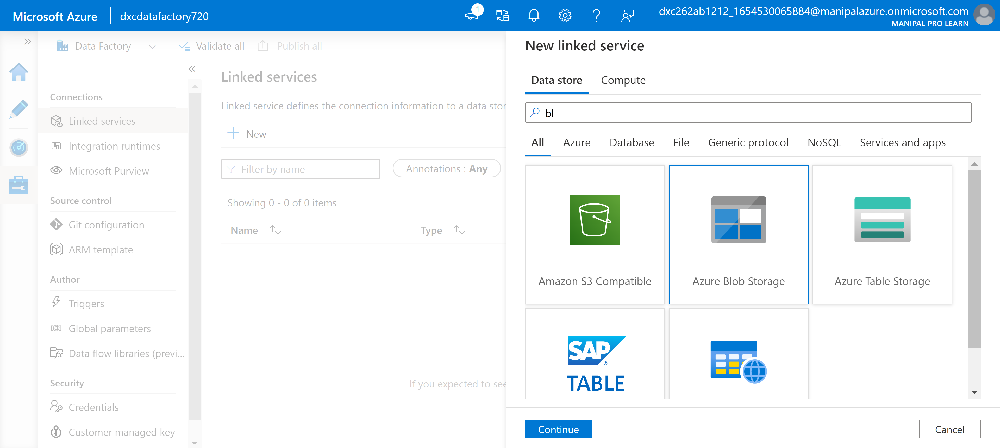 Microsoft Azure
dxcdatafactory720
1
dxc262ab1212_1654530065884@manipalazure.onmicrosoft.com
MANIPAL PRO LEARN
Data Factory
Validate all
Publish all
Connections
Linked services
Integration runtimes
Microsoft Purview
Source control
Git configuration
ARM template
Author
Triggers
Global parameters
Data flow libraries (previ...
Security
Credentials
Customer managed key
Linked services
Linked service defines the connection information to a data stor
New
Filter by name
Annotations : Any
Showing 0 - 0 of 0 items
Name
Type
If you expected to see
New linked service
Data store
Compute
bl
All
Azure
Database
File
Generic protocol
NoSQL
Services and apps
Amazon S3 Compatible
Azure Blob Storage
Azure Table Storage
SAP®
TABLE
Continue
Cancel